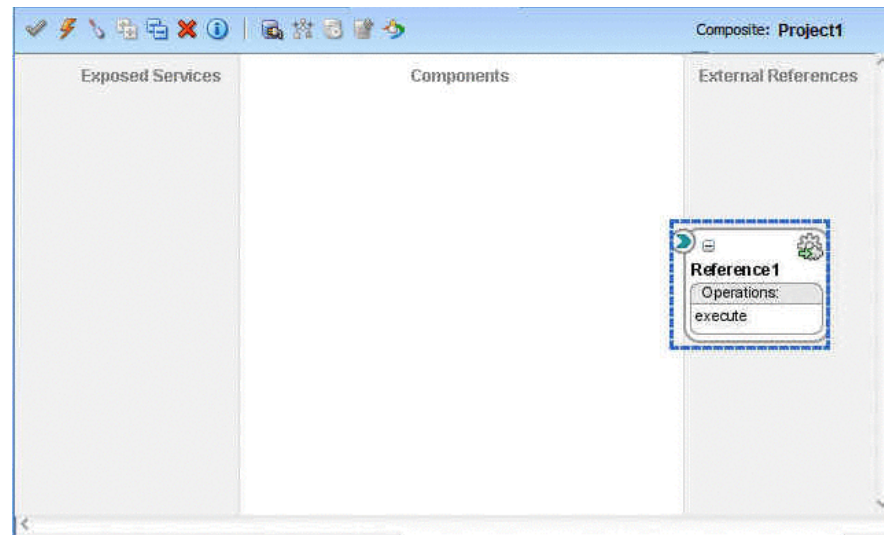 Composite: Project1
Exposed Services
Components
External References
Reference1
Operations:
execute